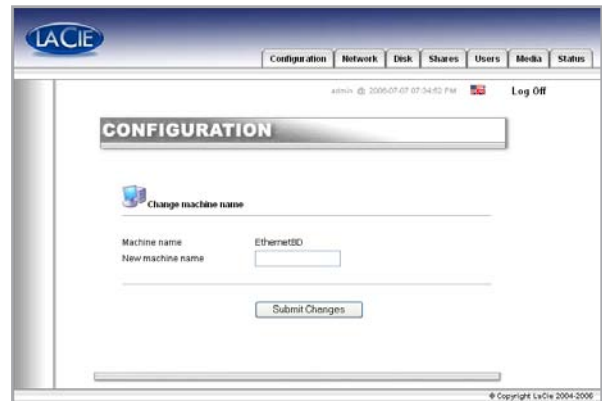 LACIE
Configuration Network Disk Shares Users Media Status
admin @ 2006-07-07 07:34:52 PM Log Off
CONFIGURATION
Change machine name
Machine name EthernetBD
New machine name
Submit Changes
© Copyright LaCie 2004-2006